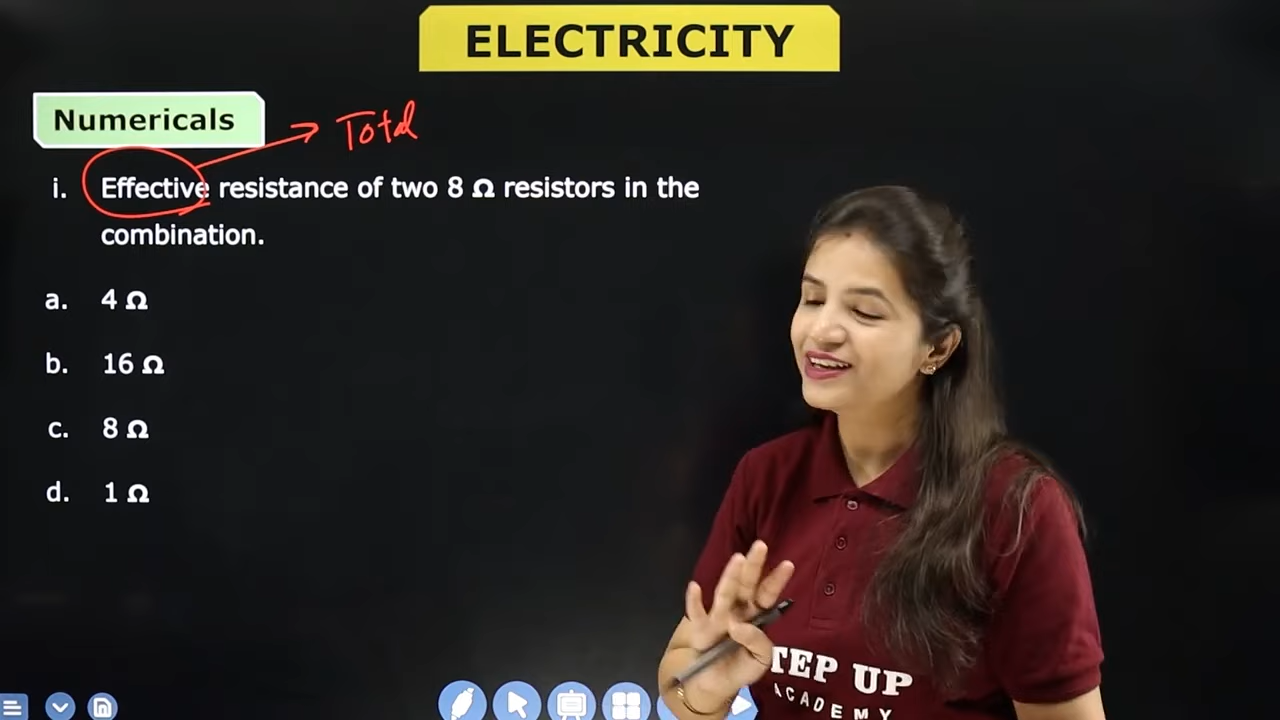 ELECTRICITY
Numericals
Total
i. Effective resistance of two 8 Ω resistors in the
combination.
a. 4 Ω
b. 16 Ω
c. 8 Ω
d. 1 Ω
TEP UP
ACADEMY